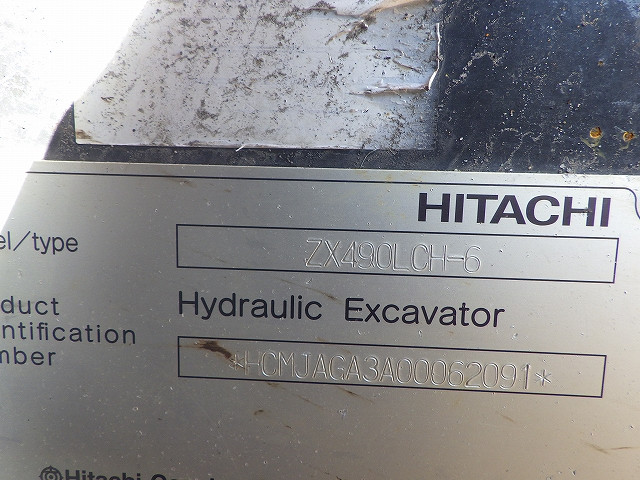 HITACHI
el/type ZX490LCH-6
Hydraulic Excavator
duct
ntification
mber *HCMJAGA3A00062091*
Hitachi